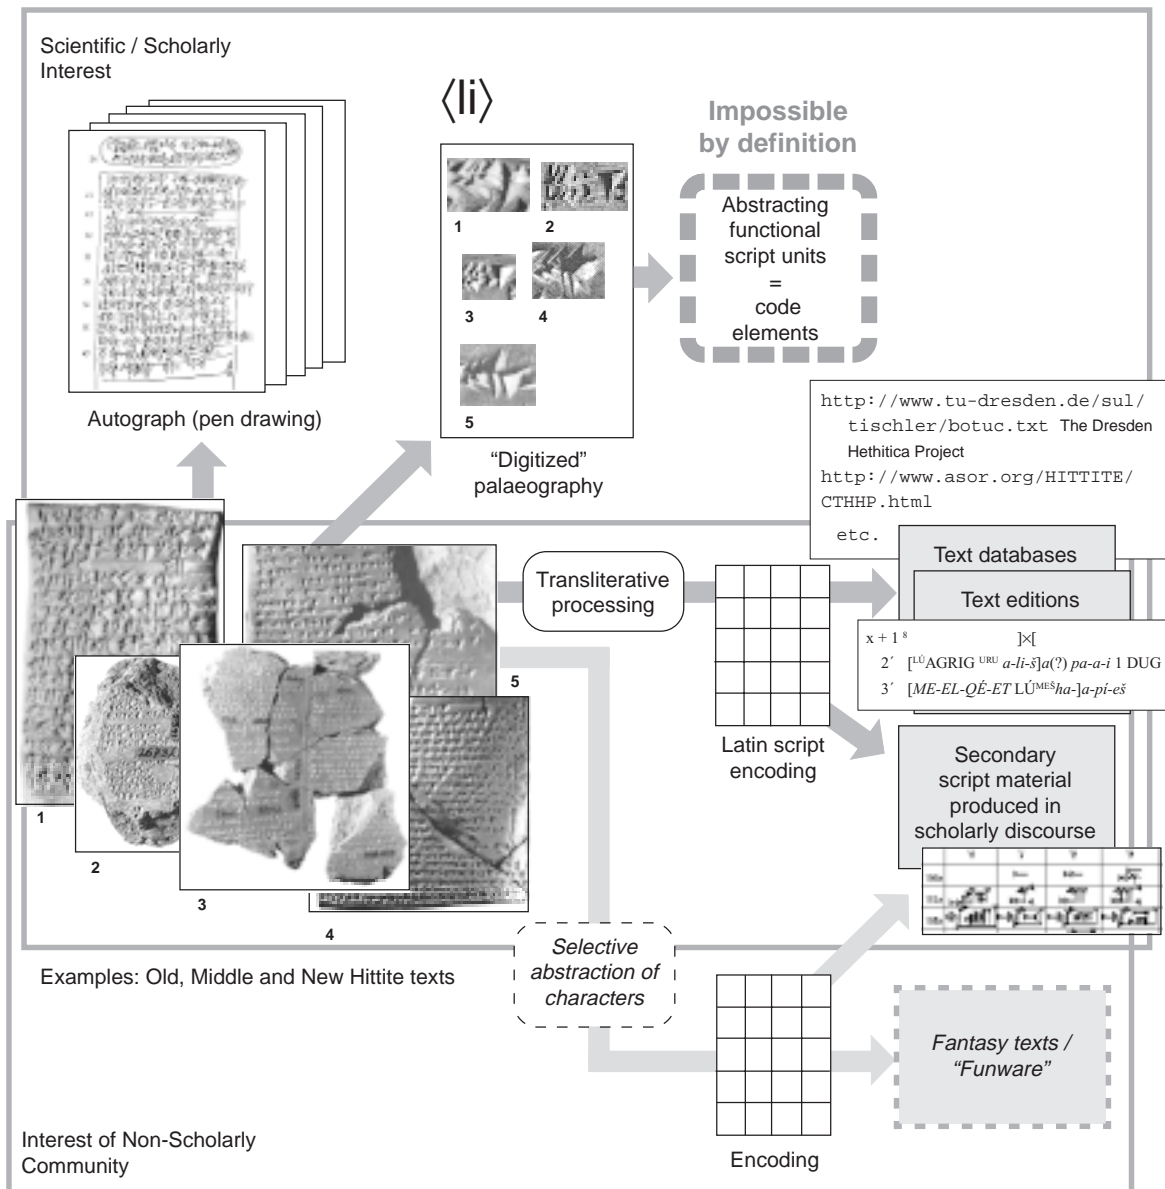 Scientific / Scholarly
Interest
⟨li⟩
Impossible
by definition
1
2
3
4
5
Abstracting
functional
script units
=
code
elements
Autograph (pen drawing)
“Digitized”
palaeography
http://www.tu-dresden.de/sul/
tischler/botuc.txt The Dresden
Hethitica Project
http://www.asor.org/HITTITE/
CTHHP.html
etc.
Transliterative
processing
Text databases
Text editions
x + 1 ⁸ ]×[
2´ [ᴸᵁ́AGRIG ᵁᴿᵁ a-li-š]a(?) pa-a-i 1 DUG
3´ [ME-EL-QÉ-ET LÚᴹᴱˢ̌ha-]a-pí-eš
Latin script
encoding
Secondary
script material
produced in
scholarly discourse
1
2
3
4
5
Selective
abstraction of
characters
Examples: Old, Middle and New Hittite texts
Fantasy texts /
“Funware”
Encoding
Interest of Non-Scholarly
Community